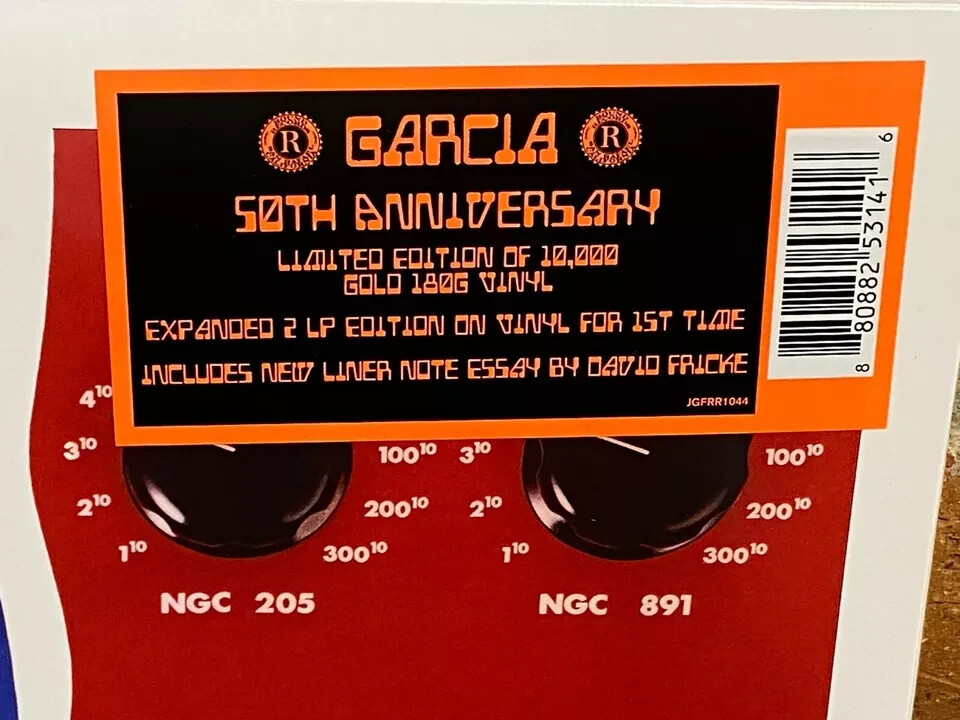 R GARCIA R
50TH ANNIVERSARY
LIMITED EDITION OF 10,000
GOLD 180G VINYL
EXPANDED 2 LP EDITION ON VINYL FOR 1ST TIME
INCLUDES NEW LINER NOTE ESSAY BY DAVID FRICKE
JGFRR1044
8 80882 53141 6
4¹⁰
3¹⁰ 100¹⁰ 3¹⁰ 100¹⁰
2¹⁰ 200¹⁰ 2¹⁰ 200¹⁰
1¹⁰ 300¹⁰ 1¹⁰ 300¹⁰
NGC 205 NGC 891